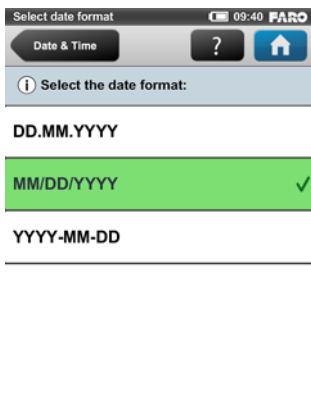 Select date format 09:40 FARO
Date & Time ?
i Select the date format:
DD.MM.YYYY
MM/DD/YYYY
YYYY-MM-DD